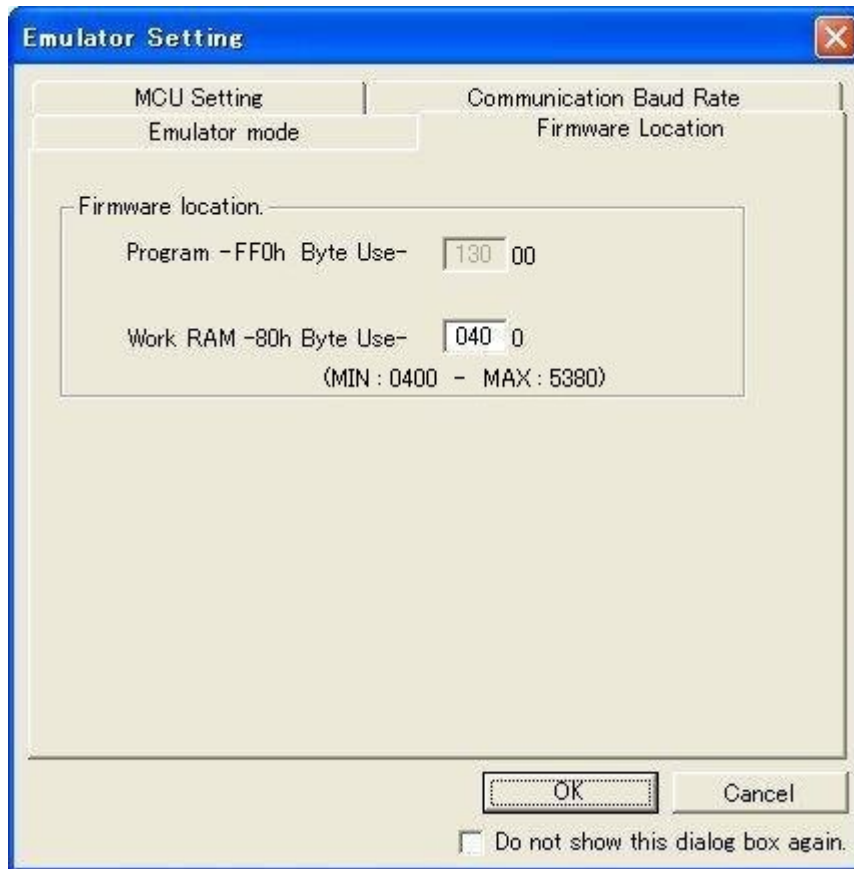 Emulator Setting
MCU Setting
Communication Baud Rate
Emulator mode
Firmware Location
Firmware location.
Program -FF0h Byte Use- 130 00
Work RAM -80h Byte Use- 040 0
(MIN : 0400 - MAX : 5380)
OK
Cancel
Do not show this dialog box again.